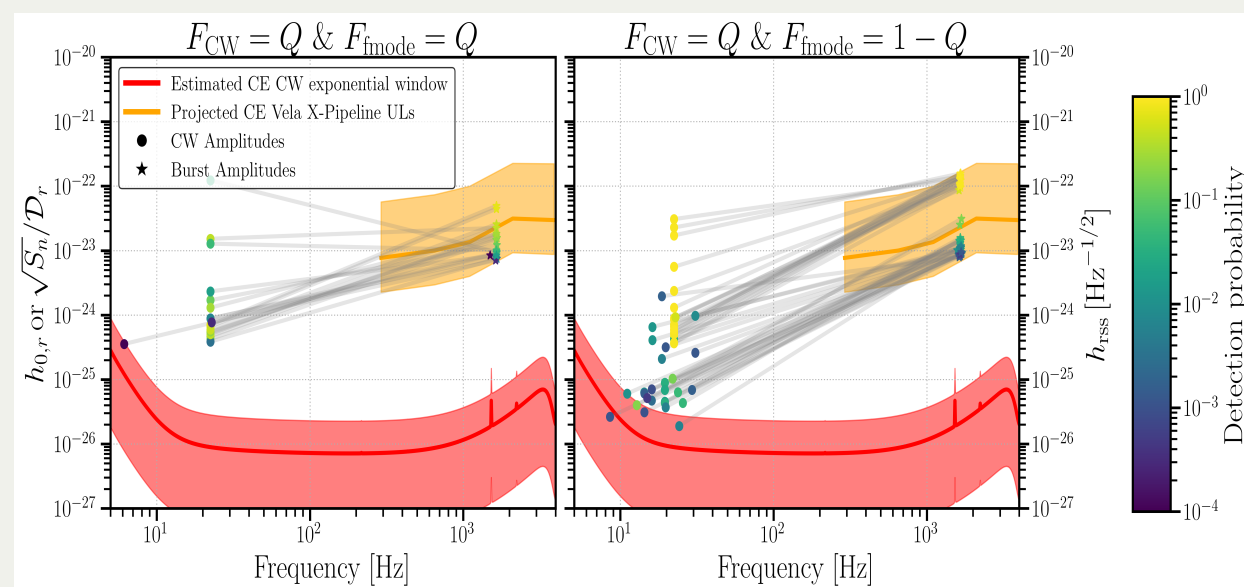 F_CW = Q & F_fmode = Q
F_CW = Q & F_fmode = 1 − Q
Estimated CE CW exponential window
Projected CE Vela X-Pipeline ULs
CW Amplitudes
Burst Amplitudes
h_{0,r} or √S_n/D_r
10^{-20}
10^{-21}
10^{-22}
10^{-23}
10^{-24}
10^{-25}
10^{-26}
10^{-27}
10^1
10^2
10^3
Frequency [Hz]
10^1
10^2
10^3
Frequency [Hz]
10^{-20}
10^{-21}
10^{-22}
10^{-23}
10^{-24}
10^{-25}
10^{-26}
10^{-27}
h_rss [Hz^{-1/2}]
10^0
10^{-1}
10^{-2}
10^{-3}
10^{-4}
Detection probability